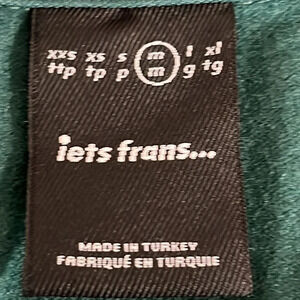 xxs xs s m l xl
ttp tp p m g tg
iets frans...
MADE IN TURKEY
FABRIQUÉ EN TURQUIE